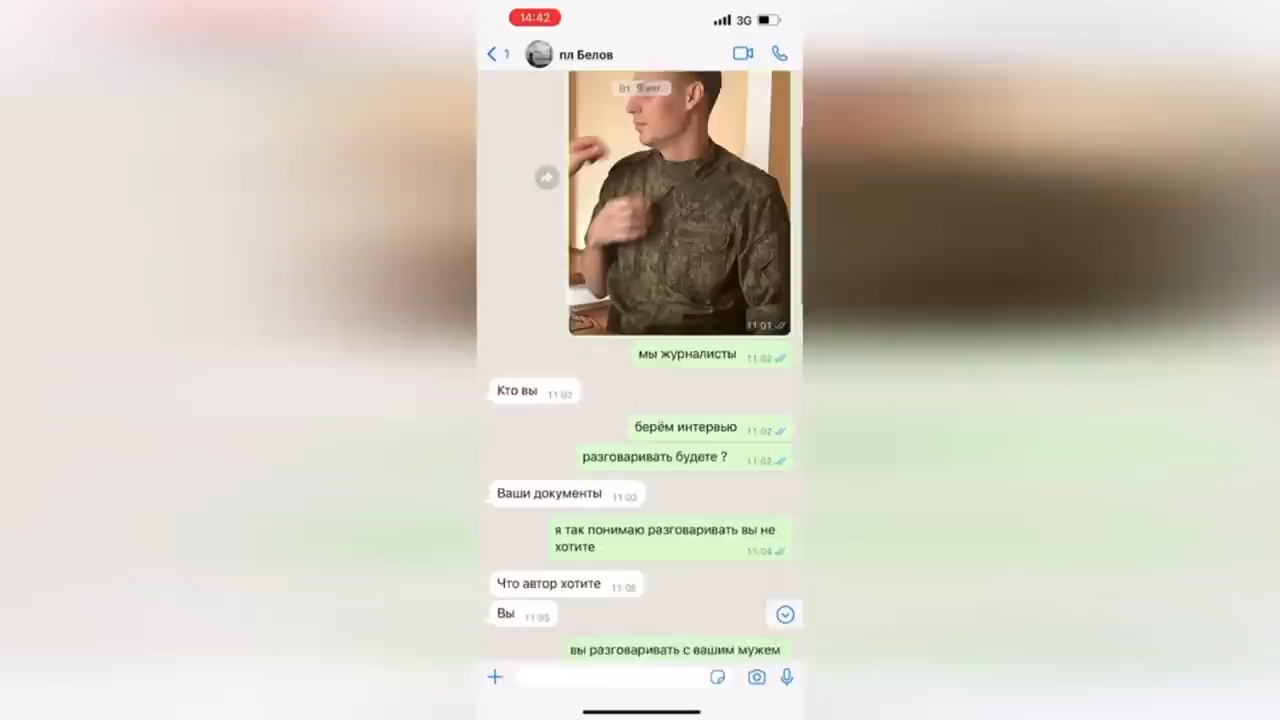 14:42
3G
1
пл Белов
Вт.
11:01
мы журналисты 11:02
Кто вы 11:02
берём интервью 11:02
разговаривать будете ? 11:02
Ваши документы 11:03
я так понимаю разговаривать вы не
хотите 11:04
Что автор хотите
Вы 11:05
вы разговаривать с вашим мужем